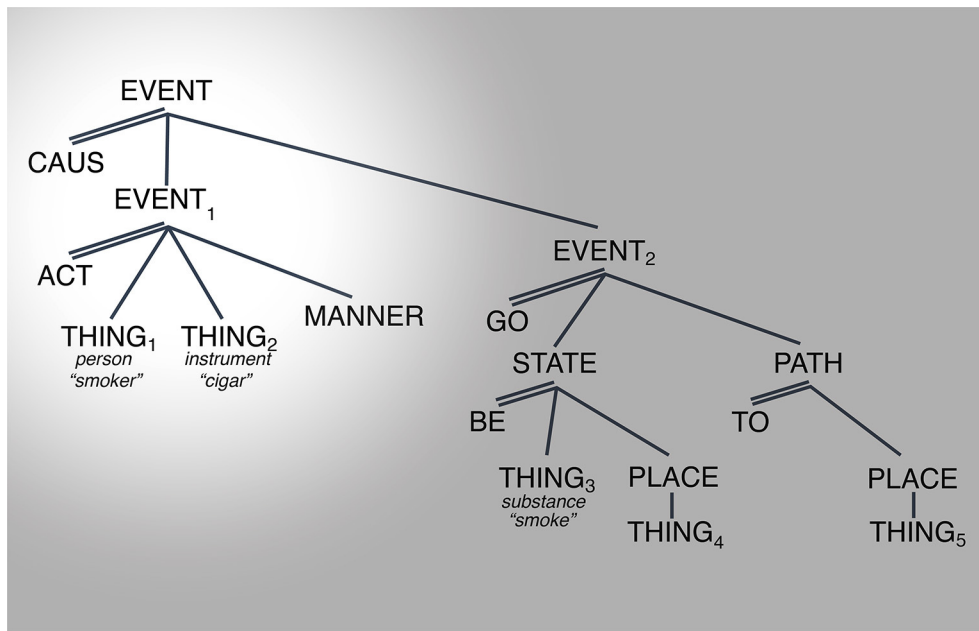 EVENT
CAUS
EVENT1
ACT
THING1
person
“smoker”
THING2
instrument
“cigar”
MANNER
EVENT2
GO
STATE
BE
THING3
substance
“smoke”
PLACE
THING4
PATH
TO
PLACE
THING5